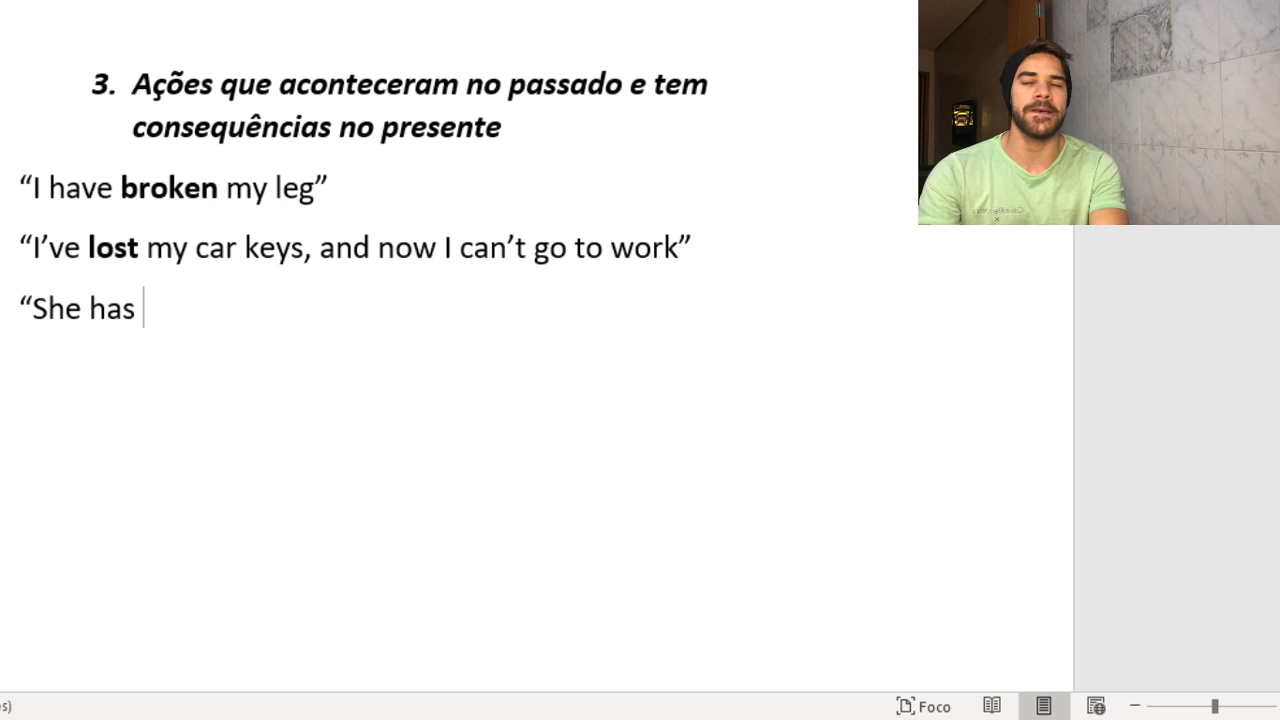 3. Ações que aconteceram no passado e tem
consequências no presente
“I have broken my leg”
“I’ve lost my car keys, and now I can’t go to work”
“She has
s)
Foco